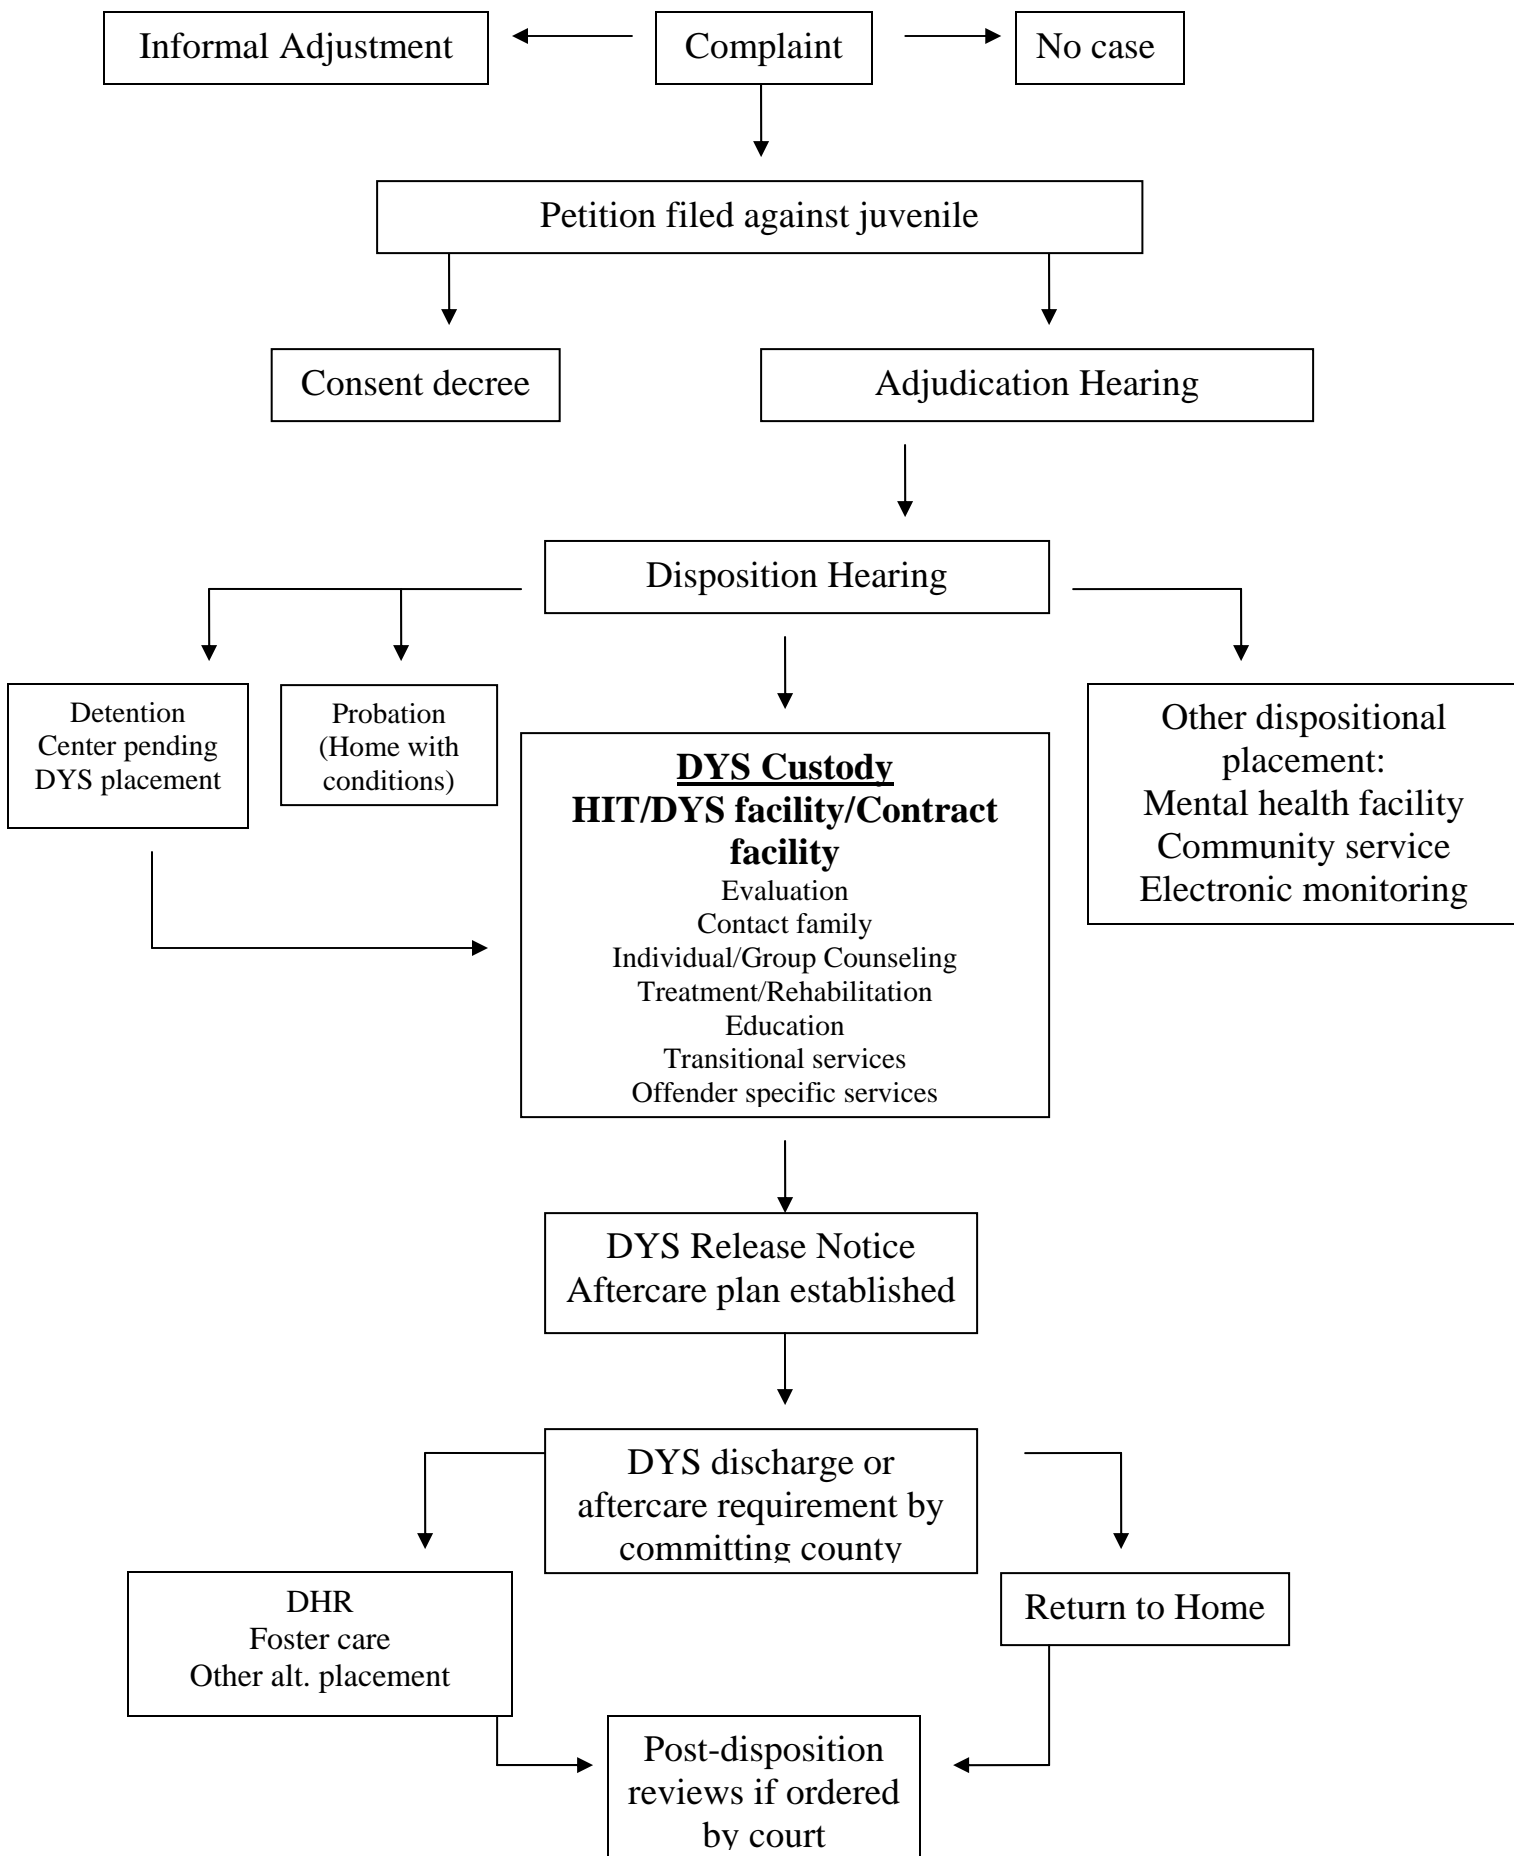 Informal Adjustment
Complaint
No case
Petition filed against juvenile
Consent decree
Adjudication Hearing
Disposition Hearing
Detention
Center pending
DYS placement
Probation
(Home with
conditions)
DYS Custody
HIT/DYS facility/Contract
facility
Evaluation
Contact family
Individual/Group Counseling
Treatment/Rehabilitation
Education
Transitional services
Offender specific services
Other dispositional
placement:
Mental health facility
Community service
Electronic monitoring
DYS Release Notice
Aftercare plan established
DYS discharge or
aftercare requirement by
committing county
DHR
Foster care
Other alt. placement
Return to Home
Post-disposition
reviews if ordered
by court